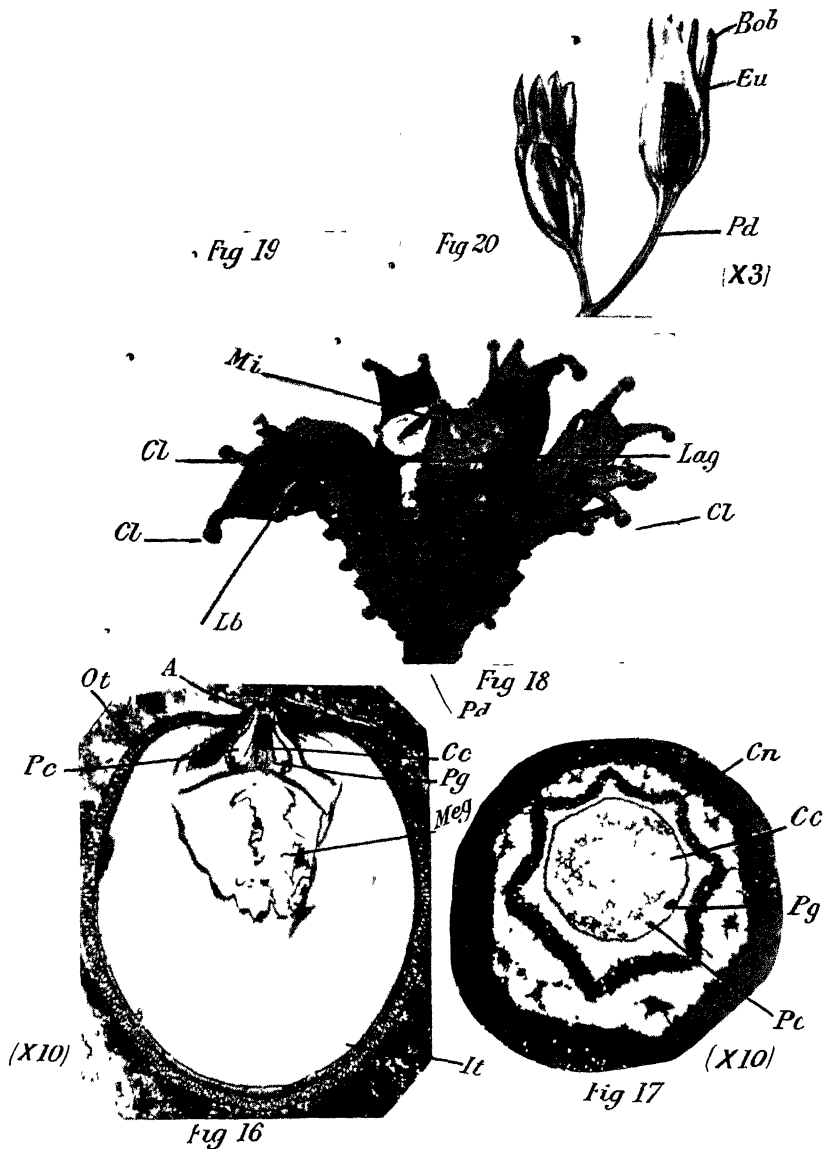 Bob
Eu
Fig 19
Fig 20
Pd
(X3)
Mi
Cl
Lag
Cl
Cl
Lb
Fig 18
Ot
A
Pd
Pc
Cc
Pg
Meg
Cn
Cc
Pg
Pc
(X10)
It
(X10)
Fig 17
Fig 16